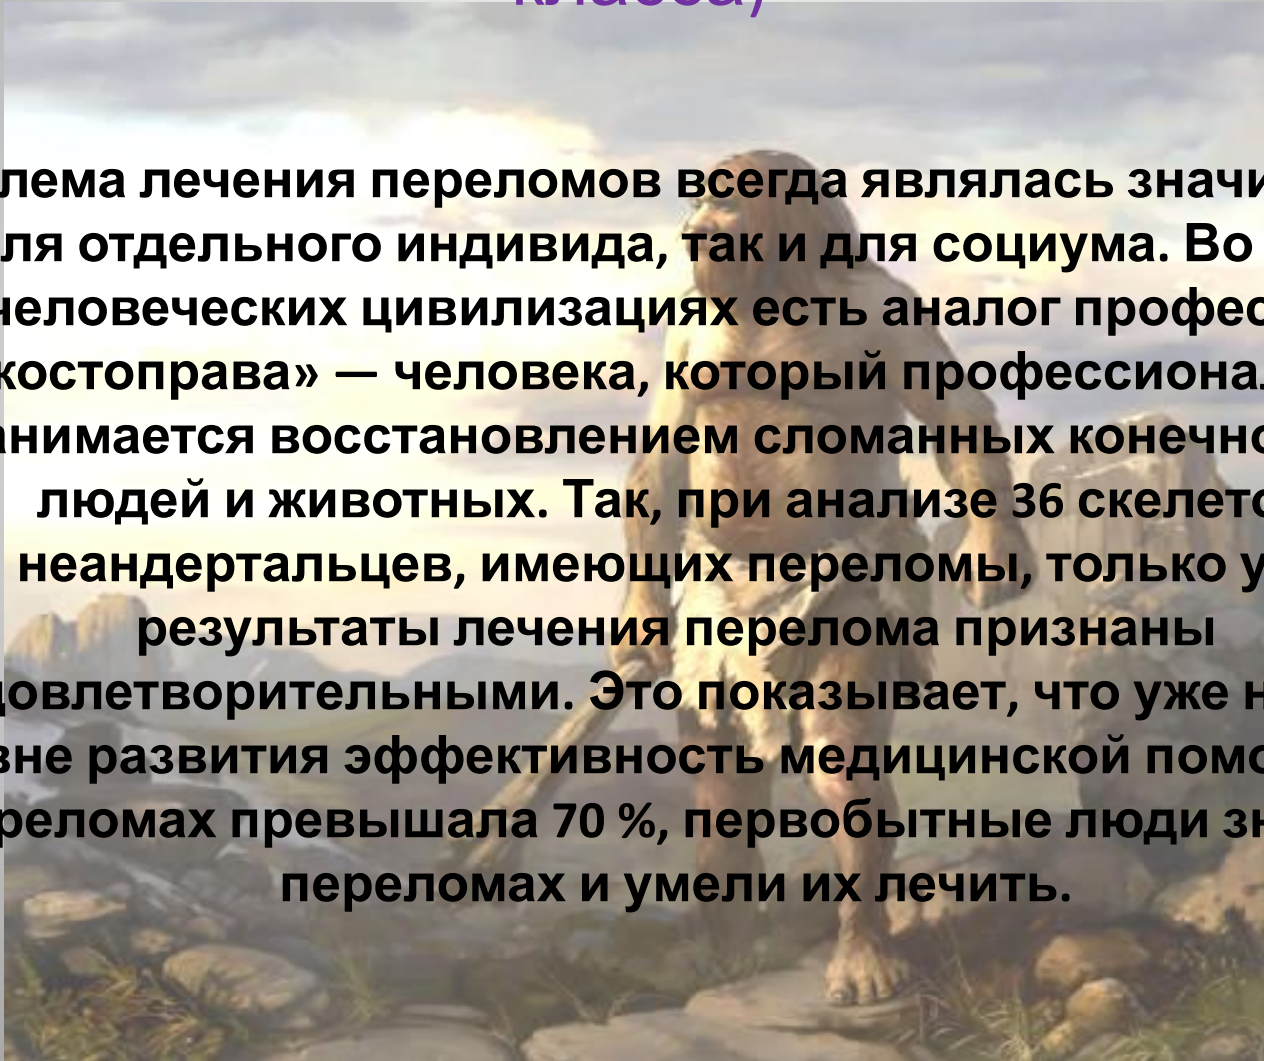 класса)
лема лечения переломов всегда являлась значи
ля отдельного индивида, так и для социума. Во
человеческих цивилизациях есть аналог профес
костоправа» — человека, который профессионал
анимается восстановлением сломанных конечно
людей и животных. Так, при анализе 36 скелето
неандертальцев, имеющих переломы, только у
результаты лечения перелома признаны
довлетворительными. Это показывает, что уже н
вне развития эффективность медицинской помо
реломах превышала 70 %, первобытные люди зн
переломах и умели их лечить.